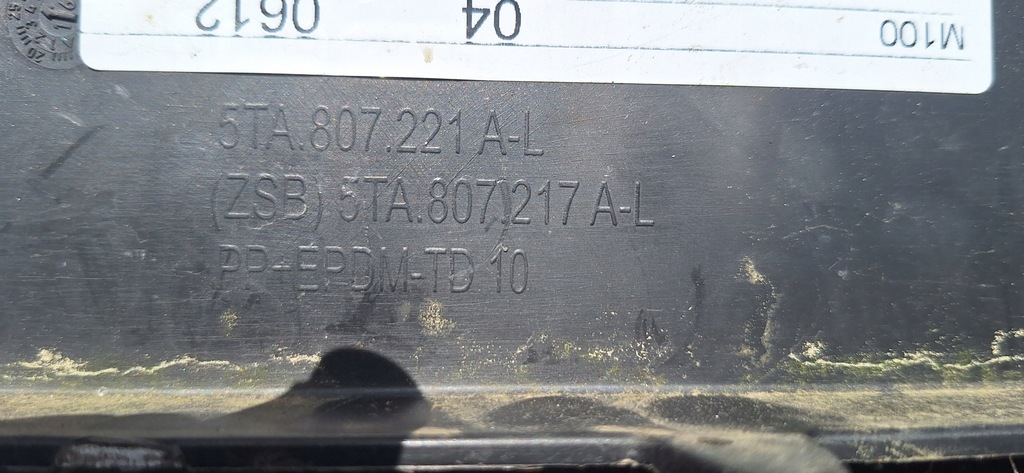 0612 04 M100
5TA.807.221 A-L
(ZSB) 5TA.807.217 A-L
PP+EPDM-TD 10